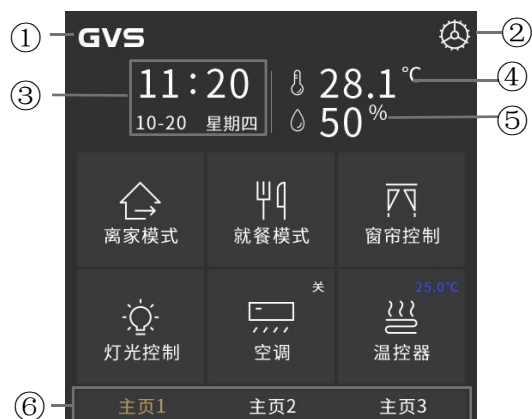 ①
GVS
②
③
11:20
10-20 星期四
28.1℃
④
50%
⑤
离家模式
就餐模式
窗帘控制
灯光控制
关
空调
25.0℃
温控器
⑥
主页1
主页2
主页3